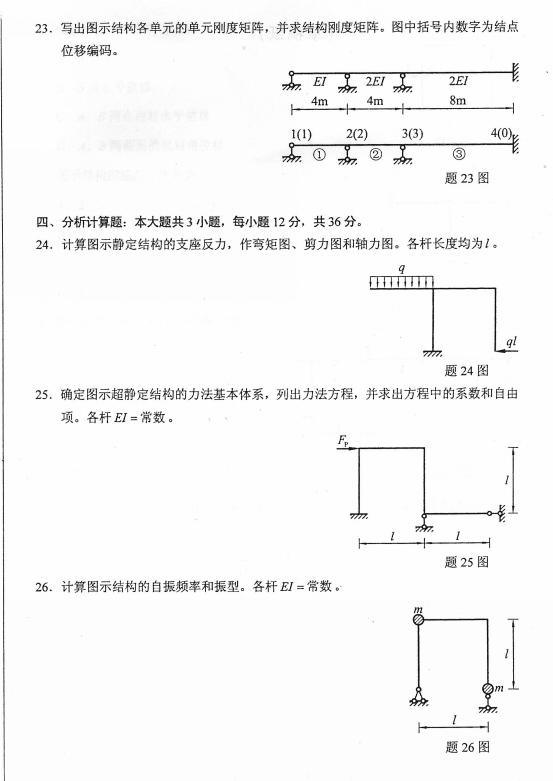 23．写出图示结构各单元的单元刚度矩阵，并求结构刚度矩阵。图中括号内数字为结点
位移编码。
EI 2EI 2EI
4m 4m 8m
1(1) 2(2) 3(3) 4(0)
① ② ③
题 23 图
四、分析计算题：本大题共 3 小题，每小题 12 分，共 36 分。
24．计算图示静定结构的支座反力，作弯矩图、剪力图和轴力图。各杆长度均为 l 。
q
ql
题 24 图
25．确定图示超静定结构的力法基本体系，列出力法方程，并求出方程中的系数和自由
项。各杆 EI = 常数 。
Fp
l
l l
题 25 图
26．计算图示结构的自振频率和振型。各杆 EI = 常数 。
m
l
m
l
题 26 图